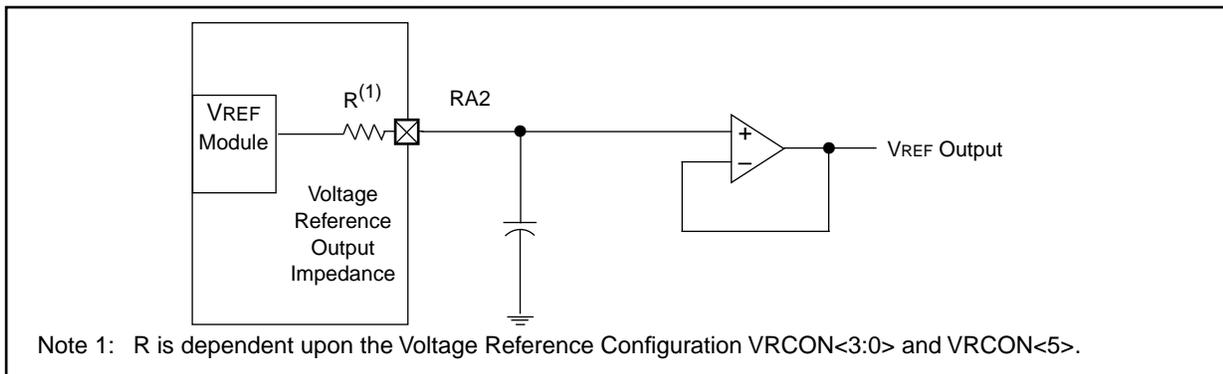 VREF
Module
R(1)
RA2
Voltage
Reference
Output
Impedance
+
–
VREF Output
Note 1: R is dependent upon the Voltage Reference Configuration VRCON<3:0> and VRCON<5>.